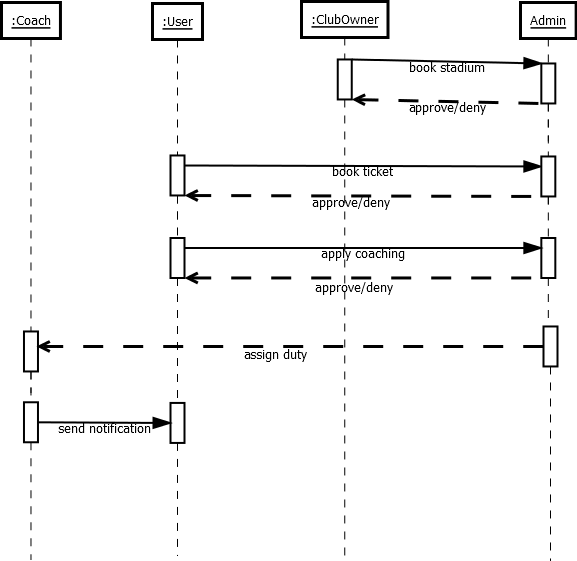 :Coach
:User
:ClubOwner
Admin
book stadium
approve/deny
book ticket
approve/deny
apply coaching
approve/deny
assign duty
send notification